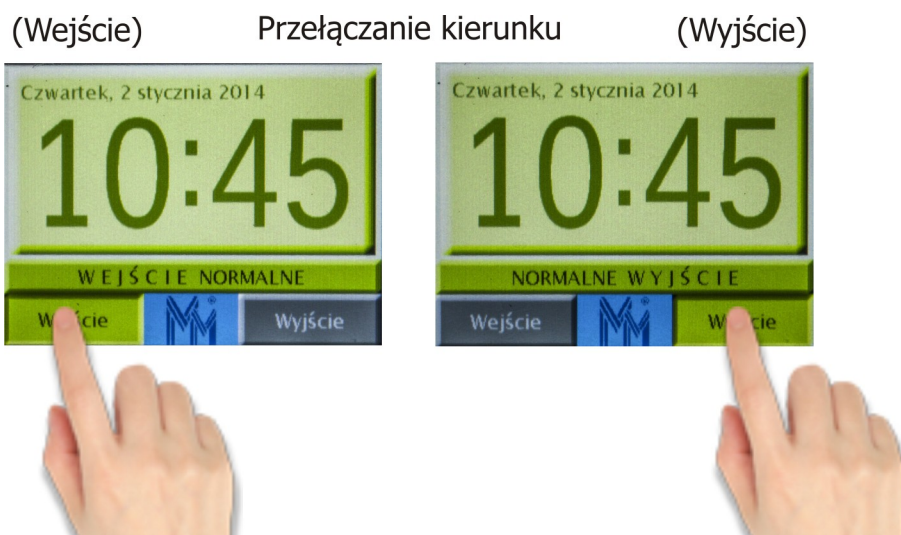 (Wejście) Przełączanie kierunku (Wyjście)
Czwartek, 2 stycznia 2014
10:45
WEJŚCIE NORMALNE
Wyjście
Czwartek, 2 stycznia 2014
10:45
NORMALNE WYJŚCIE
Wejście